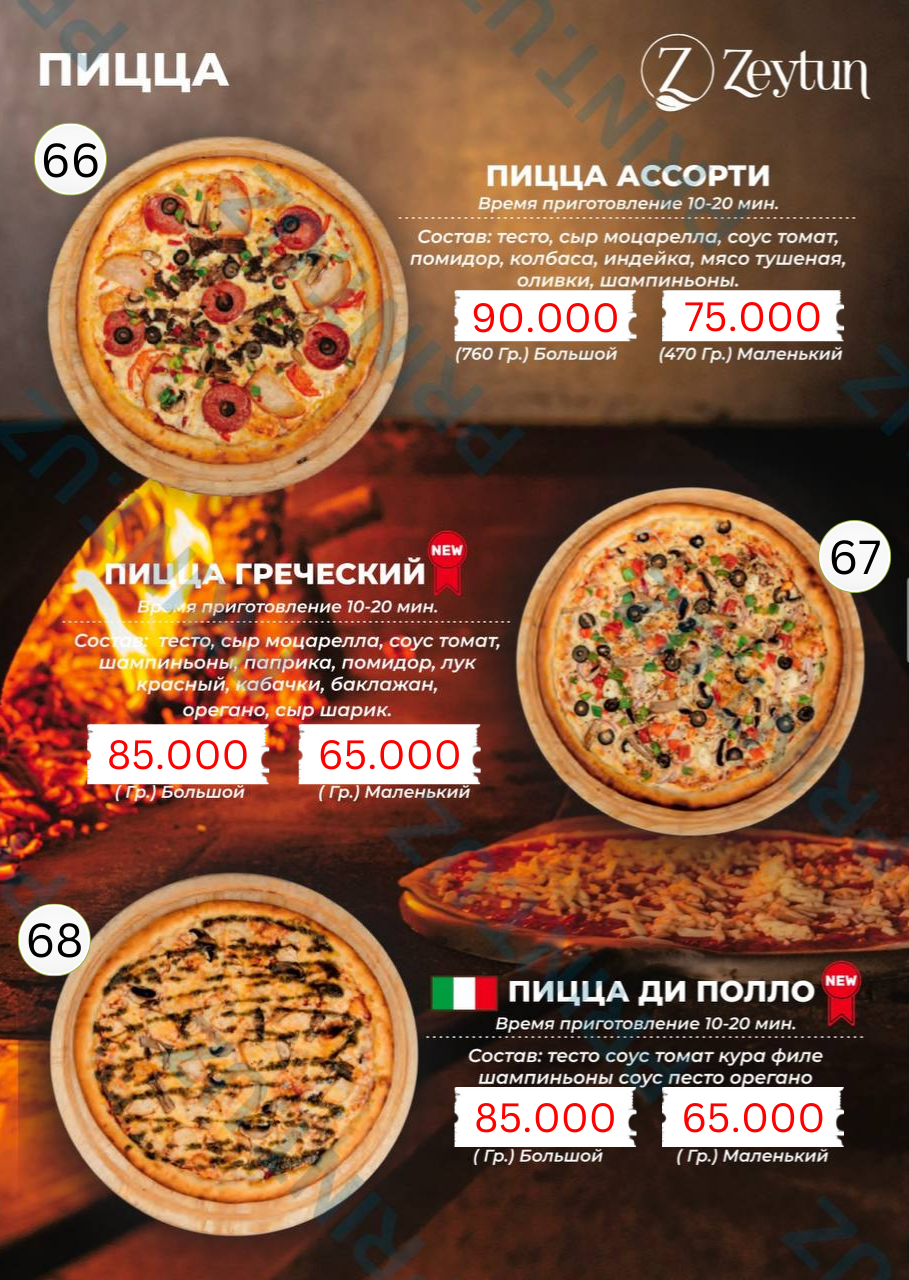 ПИЦЦА
Z Zeytun
66
ПИЦЦА АССОРТИ
Время приготовление 10-20 мин.
Состав: тесто, сыр моцарелла, соус томат,
помидор, колбаса, индейка, мясо тушеная,
оливки, шампиньоны.
90.000 75.000
(760 Гр.) Большой (470 Гр.) Маленький
67
NEW
ПИЦЦА ГРЕЧЕСКИЙ
Время приготовление 10-20 мин.
Состав: тесто, сыр моцарелла, соус томат,
шампиньоны, паприка, помидор, лук
красный, кабачки, баклажан,
орегано, сыр шарик.
85.000 65.000
( Гр.) Большой ( Гр.) Маленький
68
NEW
ПИЦЦА ДИ ПОЛЛО
Время приготовление 10-20 мин.
Состав: тесто соус томат кура филе
шампиньоны соус песто орегано
85.000 65.000
( Гр.) Большой ( Гр.) Маленький